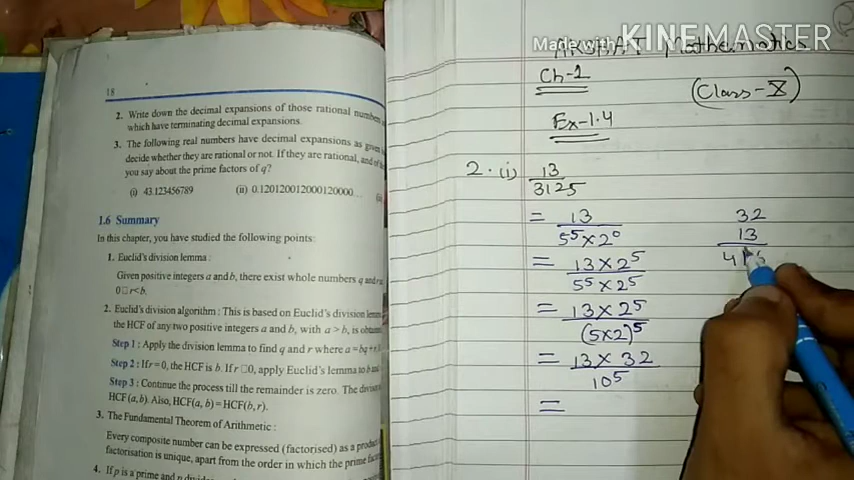 18
2. Write down the decimal expansions of those rational numbers
which have terminating decimal expansions.
3. The following real numbers have decimal expansions as given
decide whether they are rational or not. If they are rational, and of
you say about the prime factors of q?
(i) 43.123456789 (ii) 0.120120012000120000...
1.6 Summary
In this chapter, you have studied the following points:
1. Euclid's division lemma :
Given positive integers a and b, there exist whole numbers q and r
0□r<b.
2. Euclid's division algorithm : This is based on Euclid's division lemma
the HCF of any two positive integers a and b, with a > b, is obtained
Step 1 : Apply the division lemma to find q and r where a = bq + r
Step 2 : If r = 0, the HCF is b. If r □0, apply Euclid's lemma to b and
Step 3 : Continue the process till the remainder is zero. The divisor
HCF (a, b). Also, HCF(a, b) = HCF(b, r).
3. The Fundamental Theorem of Arithmetic :
Every composite number can be expressed (factorised) as a product
factorisation is unique, apart from the order in which the prime
4. If p is a prime and p
Made with KINEMASTER
AKSHAT Mathematics
Ch-1
(Class-X)
Ex-1.4
2. (i) 13
3125
= 13
5⁵×2⁰
= 13×2⁵
5⁵×2⁵
= 13×2⁵
(5×2)⁵
= 13×32
10⁵
=
32
13